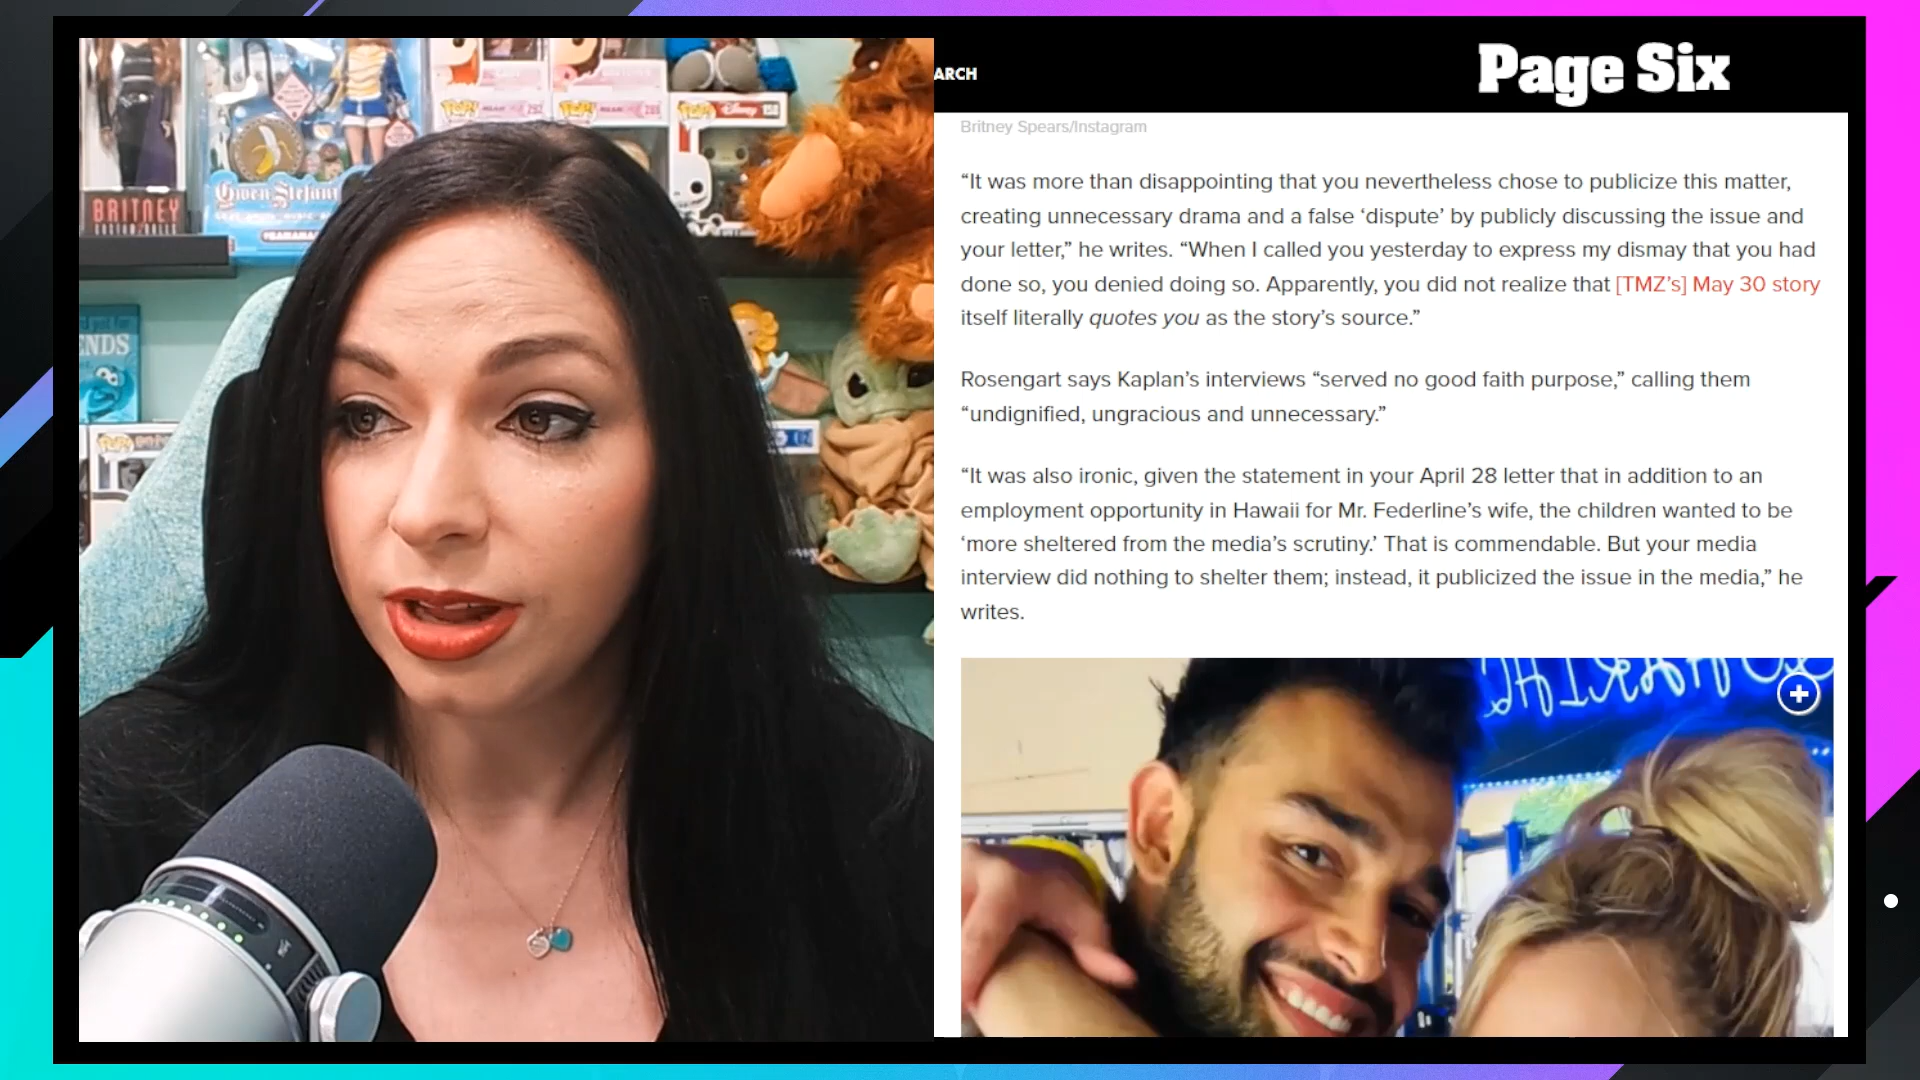 ARCH
Page Six
Britney Spears/Instagram
“It was more than disappointing that you nevertheless chose to publicize this matter,
creating unnecessary drama and a false ‘dispute’ by publicly discussing the issue and
your letter,” he writes. “When I called you yesterday to express my dismay that you had
done so, you denied doing so. Apparently, you did not realize that [TMZ’s] May 30 story
itself literally quotes you as the story’s source.”
Rosengart says Kaplan’s interviews “served no good faith purpose,” calling them
“undignified, ungracious and unnecessary.”
“It was also ironic, given the statement in your April 28 letter that in addition to an
employment opportunity in Hawaii for Mr. Federline’s wife, the children wanted to be
‘more sheltered from the media’s scrutiny.’ That is commendable. But your media
interview did nothing to shelter them; instead, it publicized the issue in the media,” he
writes.
BRITNEY
Gwen Stefani
POP!
POP!
POP! Disney
ENDS
POP!